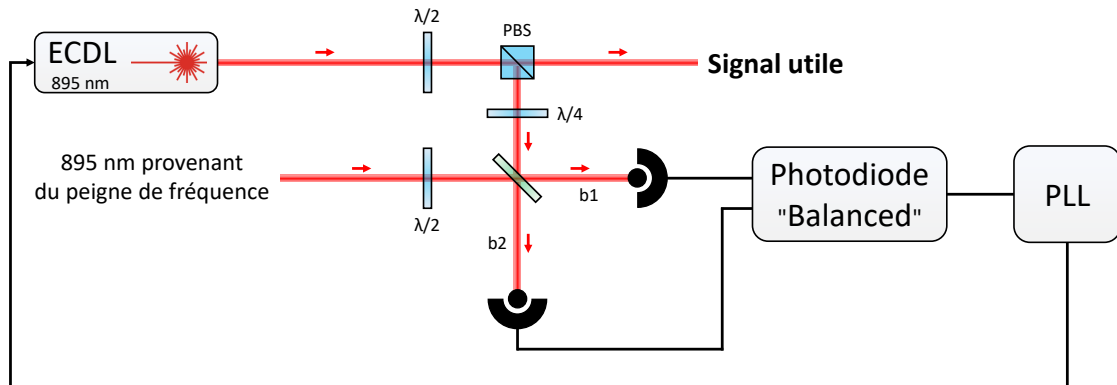 λ/2
PBS
ECDL
895 nm
Signal utile
λ/4
895 nm provenant
du peigne de fréquence
b1
Photodiode
"Balanced"
PLL
λ/2
b2